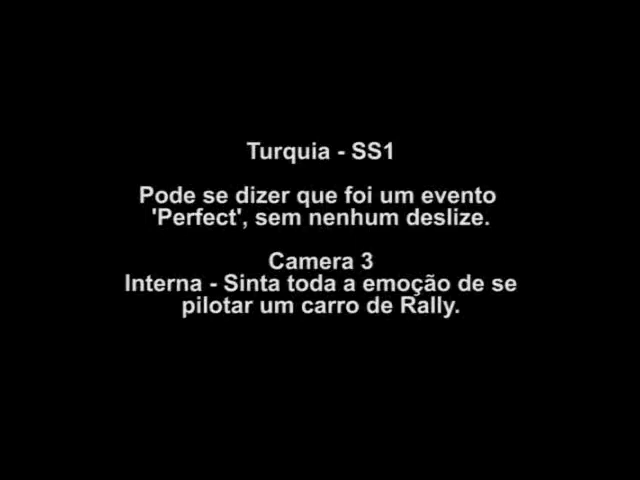 Turquia - SS1
Pode se dizer que foi um evento
'Perfect', sem nenhum deslize.
Camera 3
Interna - Sinta toda a emoção de se
pilotar um carro de Rally.